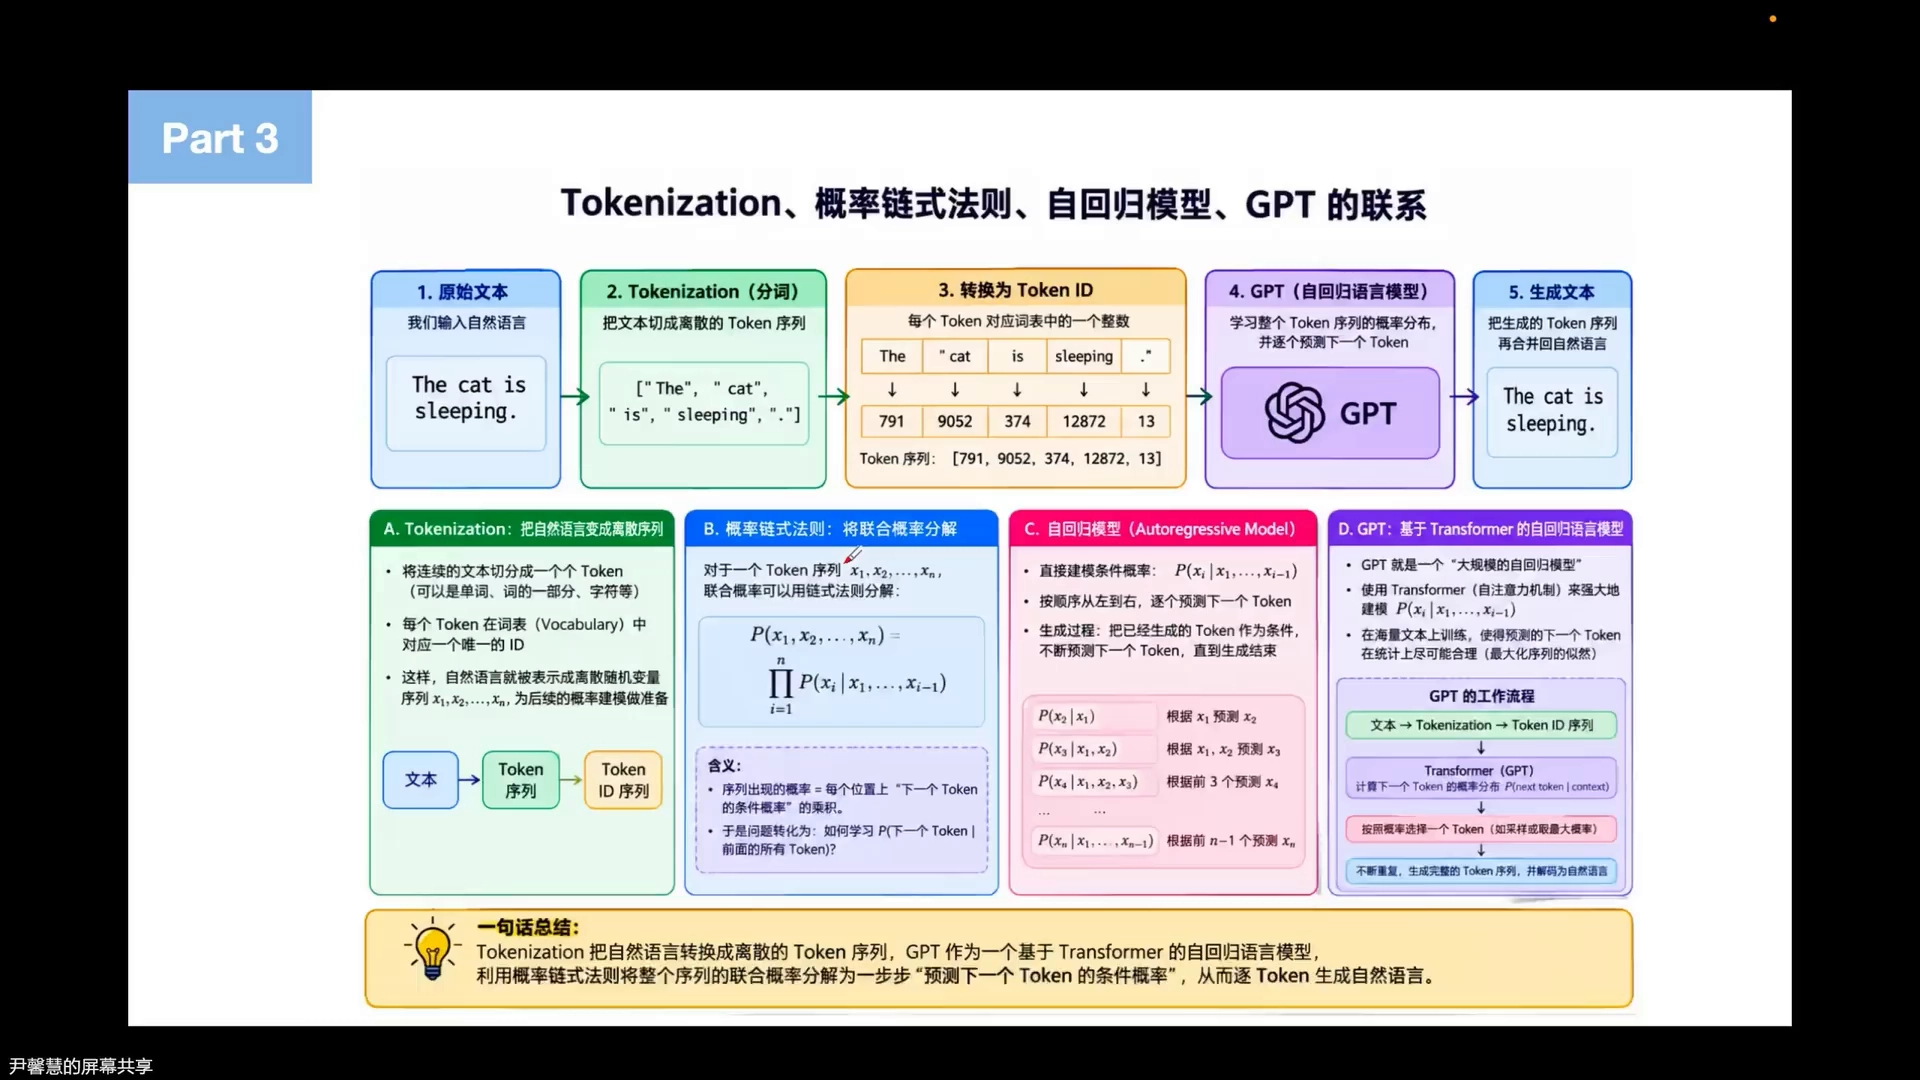 Part 3
Tokenization、概率链式法则、自回归模型、GPT 的联系
1. 原始文本
我们输入自然语言
The cat is
sleeping.
2. Tokenization（分词）
把文本切成离散的 Token 序列
["The", " cat",
" is", " sleeping", "."]
3. 转换为 Token ID
每个 Token 对应词表中的一个整数
The " cat is sleeping ."
↓ ↓ ↓ ↓ ↓
791 9052 374 12872 13
Token 序列： [791, 9052, 374, 12872, 13]
4. GPT（自回归语言模型）
学习整个 Token 序列的概率分布，
并逐个预测下一个 Token
GPT
5. 生成文本
把生成的 Token 序列
再合并回自然语言
The cat is
sleeping.
A. Tokenization：把自然语言变成离散序列
• 将连续的文本切分成一个个 Token
（可以是单词、词的一部分、字符等）
• 每个 Token 在词表（Vocabulary）中
对应一个唯一的 ID
• 这样，自然语言就被表示成离散随机变量
序列 x₁,x₂,…,xₙ, 为后续的概率建模做准备
文本
Token
序列
Token
ID 序列
B. 概率链式法则：将联合概率分解
对于一个 Token 序列 x₁,x₂,…,xₙ，
联合概率可以用链式法则分解：
P(x₁,x₂,…,xₙ) =
n
∏ P(xᵢ | x₁,…,xᵢ₋₁)
i=1
含义：
• 序列出现的概率 = 每个位置上 “下一个 Token
的条件概率” 的乘积。
• 于是问题转化为：如何学习 P(下一个 Token |
前面的所有 Token)?
C. 自回归模型（Autoregressive Model）
• 直接建模条件概率： P(xᵢ | x₁,…,xᵢ₋₁)
• 按顺序从左到右，逐个预测下一个 Token
• 生成过程：把已经生成的 Token 作为条件，
不断预测下一个 Token，直到生成结束
P(x₂ | x₁) 根据 x₁ 预测 x₂
P(x₃ | x₁,x₂) 根据 x₁, x₂ 预测 x₃
P(x₄ | x₁,x₂,x₃) 根据前 3 个预测 x₄
… …
P(xₙ | x₁,…,xₙ₋₁) 根据前 n−1 个预测 xₙ
D. GPT：基于 Transformer 的自回归语言模型
• GPT 就是一个 “大规模的自回归模型”
• 使用 Transformer（自注意力机制）来强大地
建模 P(xᵢ | x₁,…,xᵢ₋₁)
• 在海量文本上训练，使得预测的下一个 Token
在统计上尽可能合理（最大化序列的似然）
GPT 的工作流程
文本 → Tokenization → Token ID 序列
↓
Transformer（GPT）
计算下一个 Token 的概率分布 P(next token | context)
↓
按照概率选择一个 Token（如采样或取最大概率）
↓
不断重复，生成完整的 Token 序列，并解码为自然语言
一句话总结：
Tokenization 把自然语言转换成离散的 Token 序列，GPT 作为一个基于 Transformer 的自回归语言模型，
利用概率链式法则将整个序列的联合概率分解为一步步 “预测下一个 Token 的条件概率” ，从而逐 Token 生成自然语言。
尹馨慧的屏幕共享